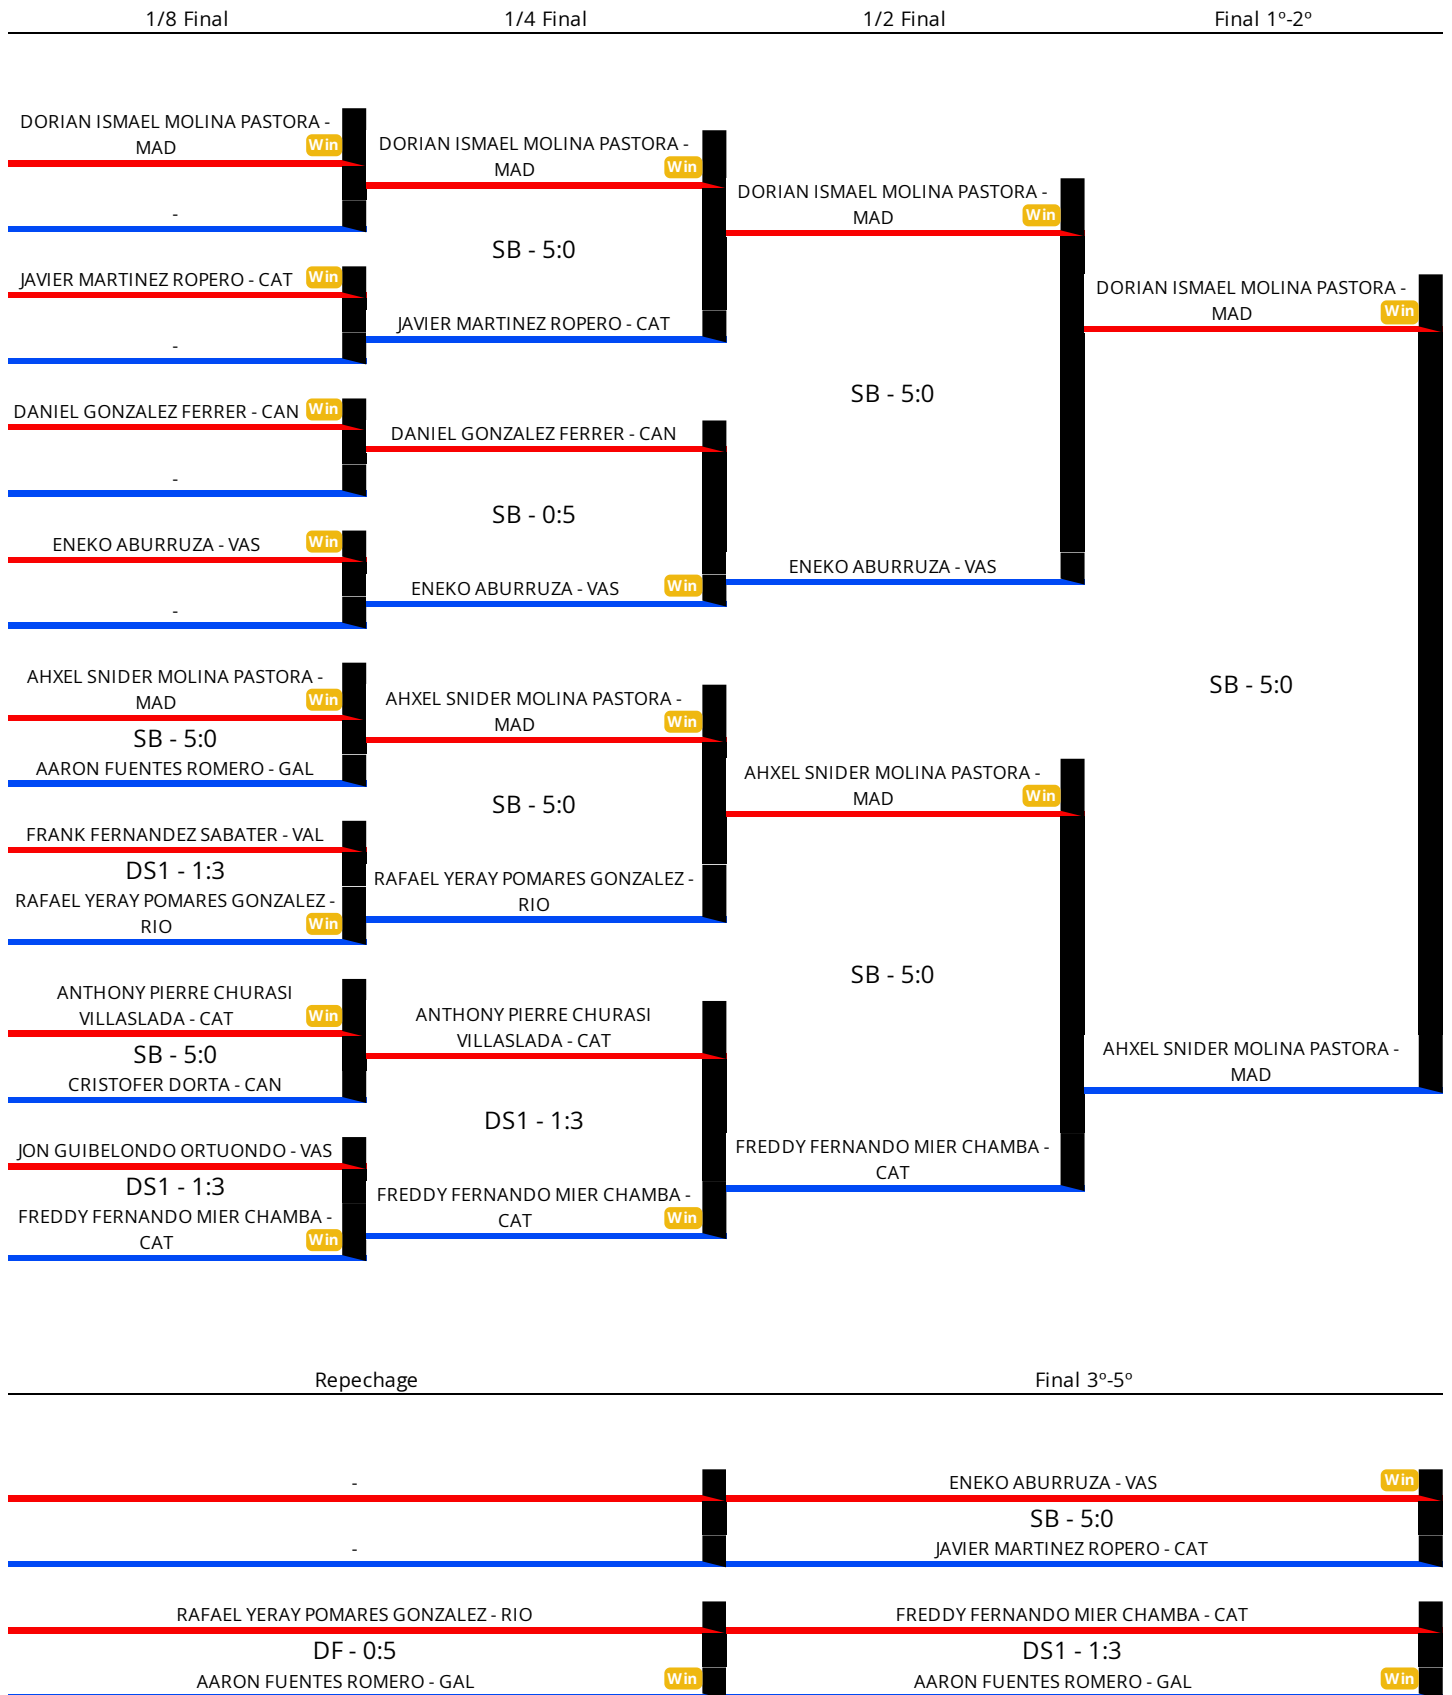 1/8 Final
1/4 Final
1/2 Final
Final 1º-2º
DORIAN ISMAEL MOLINA PASTORA -
MAD
Win
-
JAVIER MARTINEZ ROPERO - CAT
Win
-
DANIEL GONZALEZ FERRER - CAN
Win
-
ENEKO ABURRUZA - VAS
Win
-
AHXEL SNIDER MOLINA PASTORA -
MAD
Win
SB - 5:0
AARON FUENTES ROMERO - GAL
FRANK FERNANDEZ SABATER - VAL
DS1 - 1:3
RAFAEL YERAY POMARES GONZALEZ -
RIO
Win
ANTHONY PIERRE CHURASI
VILLASLADA - CAT
Win
SB - 5:0
CRISTOFER DORTA - CAN
JON GUIBELONDO ORTUONDO - VAS
DS1 - 1:3
FREDDY FERNANDO MIER CHAMBA -
CAT
Win
DORIAN ISMAEL MOLINA PASTORA -
MAD
Win
SB - 5:0
JAVIER MARTINEZ ROPERO - CAT
DANIEL GONZALEZ FERRER - CAN
SB - 0:5
ENEKO ABURRUZA - VAS
Win
AHXEL SNIDER MOLINA PASTORA -
MAD
Win
SB - 5:0
RAFAEL YERAY POMARES GONZALEZ -
RIO
ANTHONY PIERRE CHURASI
VILLASLADA - CAT
DS1 - 1:3
FREDDY FERNANDO MIER CHAMBA -
CAT
Win
DORIAN ISMAEL MOLINA PASTORA -
MAD
Win
SB - 5:0
ENEKO ABURRUZA - VAS
AHXEL SNIDER MOLINA PASTORA -
MAD
Win
SB - 5:0
FREDDY FERNANDO MIER CHAMBA -
CAT
DORIAN ISMAEL MOLINA PASTORA -
MAD
Win
SB - 5:0
AHXEL SNIDER MOLINA PASTORA -
MAD
Repechage
Final 3º-5º
-
-
RAFAEL YERAY POMARES GONZALEZ - RIO
DF - 0:5
AARON FUENTES ROMERO - GAL
Win
ENEKO ABURRUZA - VAS
Win
SB - 5:0
JAVIER MARTINEZ ROPERO - CAT
FREDDY FERNANDO MIER CHAMBA - CAT
DS1 - 1:3
AARON FUENTES ROMERO - GAL
Win